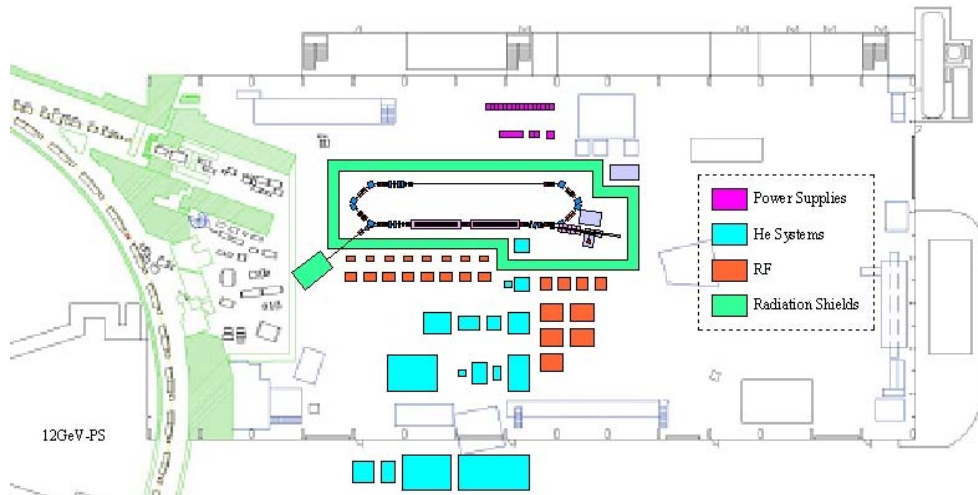 Power Supplies
He Systems
RF
Radiation Shields
12GeV-PS